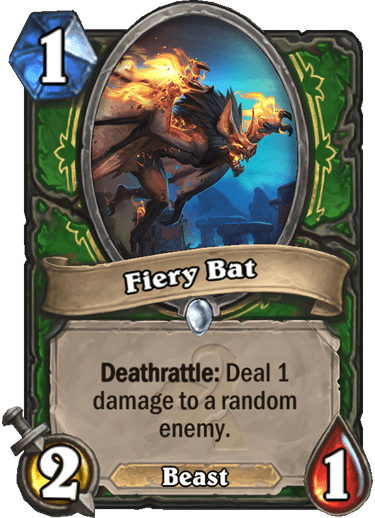 1
Fiery Bat
Deathrattle: Deal 1
damage to a random
enemy.
2
Beast
1